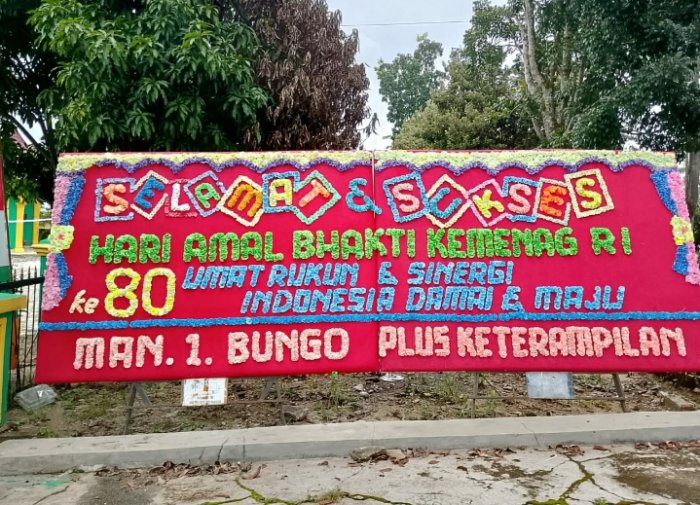 SELAMAT & SUKSES
HARI AMAL BHAKTI KEMENAG RI
ke 80 UMAT RUKUN & SINERGI
INDONESIA DAMAI & MAJU
MAN. 1. BUNGO PLUS KETERAMPILAN